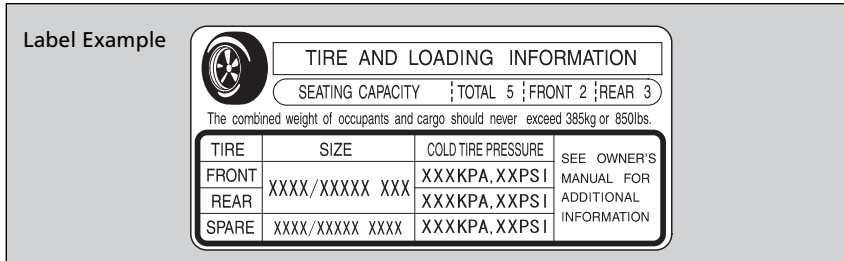 Label Example
TIRE AND LOADING INFORMATION
SEATING CAPACITY TOTAL 5 FRONT 2 REAR 3
The combined weight of occupants and cargo should never exceed 385kg or 850lbs.
TIRE SIZE COLD TIRE PRESSURE
FRONT XXXX/XXXXX XXX XXXKPA,XXPSI
REAR XXXKPA,XXPSI
SPARE XXXX/XXXXX XXXX XXXKPA,XXPSI
SEE OWNER'S
MANUAL FOR
ADDITIONAL
INFORMATION